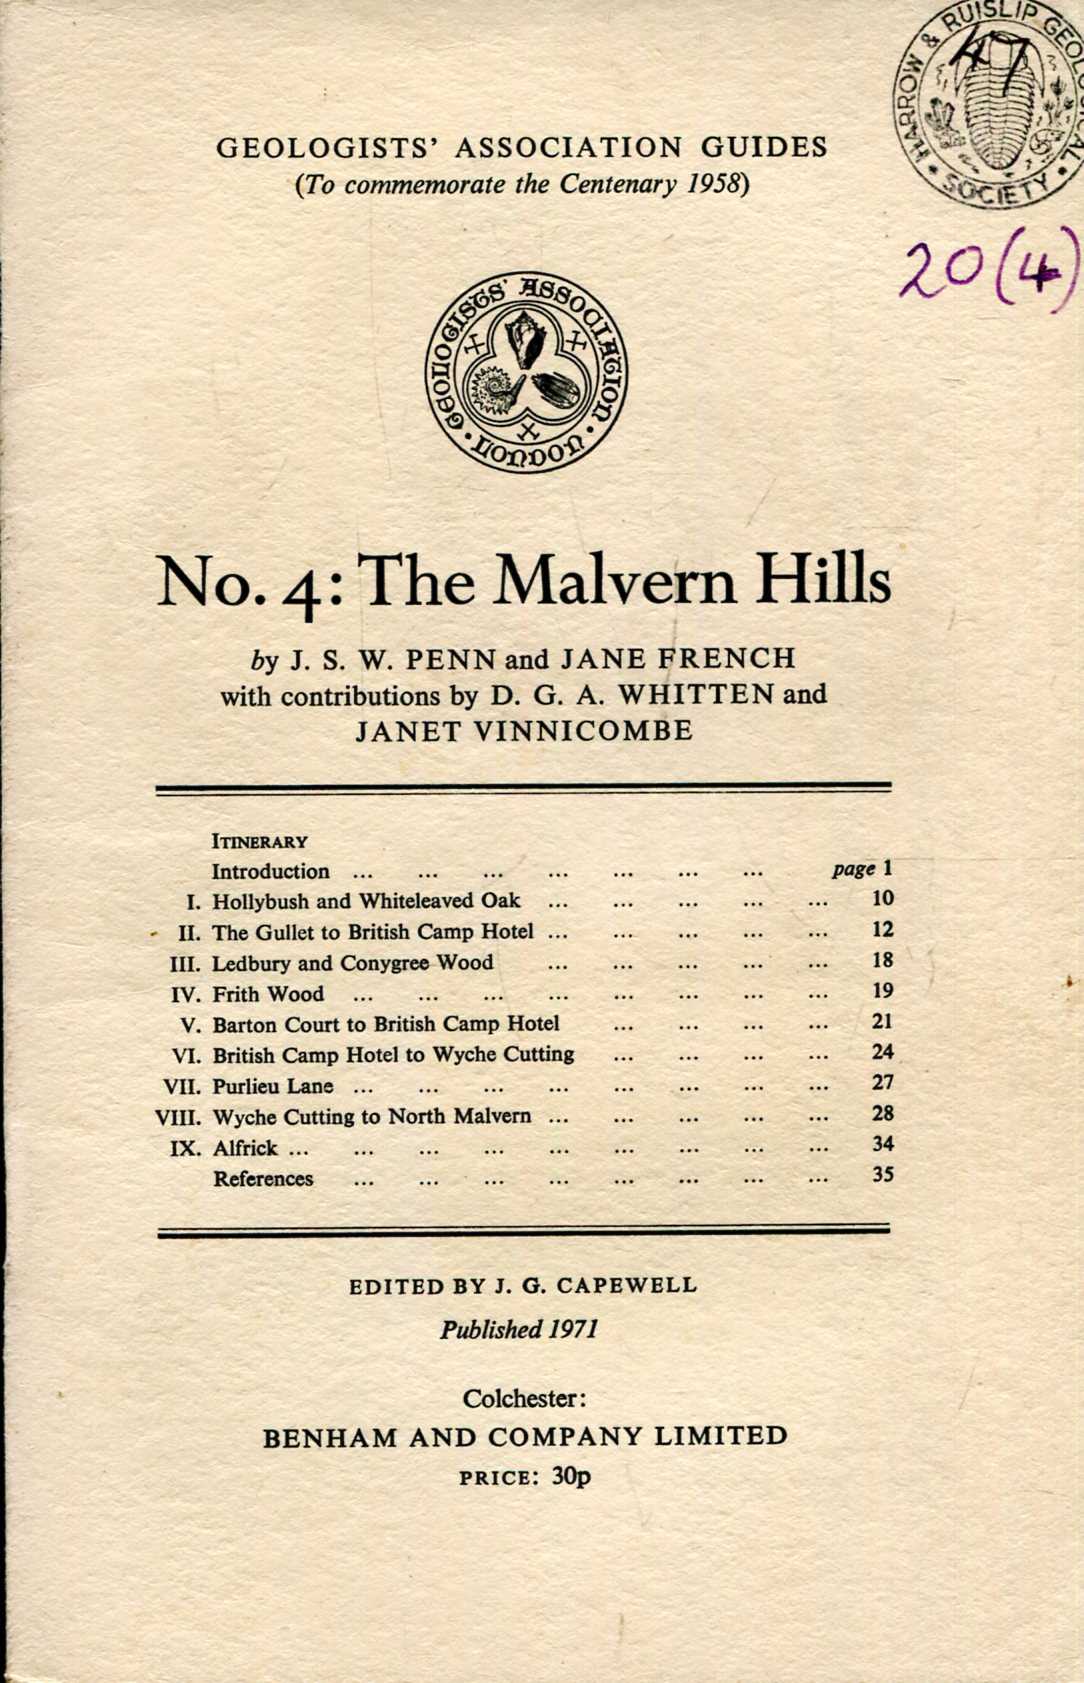 HARROW & RUISLIP GEOLOGICAL SOCIETY
47
20 (4)
GEOLOGISTS' ASSOCIATION GUIDES
(To commemorate the Centenary 1958)
GEOLOGISTS' ASSOCIATION · LONDON ·
No. 4: The Malvern Hills
by J. S. W. PENN and JANE FRENCH
with contributions by D. G. A. WHITTEN and
JANET VINNICOMBE
ITINERARY
Introduction ... ... ... ... ... ... ... page 1
I. Hollybush and Whiteleaved Oak ... ... ... ... ... 10
II. The Gullet to British Camp Hotel ... ... ... ... ... 12
III. Ledbury and Conygree Wood ... ... ... ... ... 18
IV. Frith Wood ... ... ... ... ... ... ... ... 19
V. Barton Court to British Camp Hotel ... ... ... ... 21
VI. British Camp Hotel to Wyche Cutting ... ... ... ... 24
VII. Purlieu Lane ... ... ... ... ... ... ... ... 27
VIII. Wyche Cutting to North Malvern ... ... ... ... ... 28
IX. Alfrick ... ... ... ... ... ... ... ... ... 34
References ... ... ... ... ... ... ... ... 35
EDITED BY J. G. CAPEWELL
Published 1971
Colchester:
BENHAM AND COMPANY LIMITED
PRICE: 30p